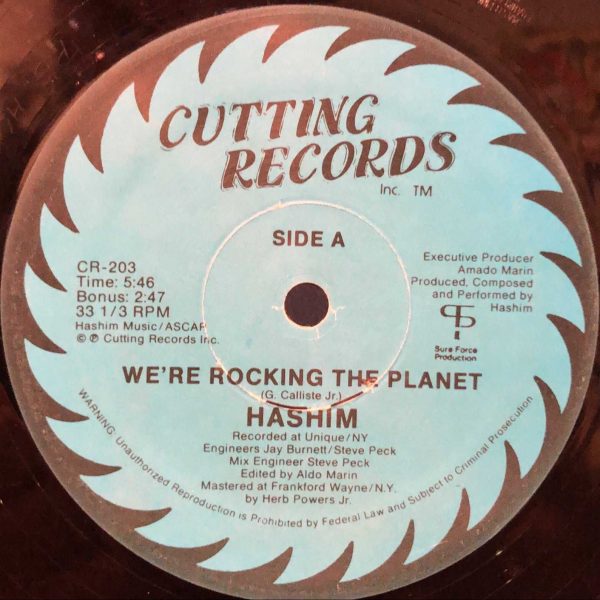 CUTTING
RECORDS
Inc. TM
SIDE A
CR-203
Time: 5:46
Bonus: 2:47
33 1/3 RPM
Hashim Music/ASCAP
© ℗ Cutting Records Inc.
Executive Producer
Amado Marin
Produced, Composed
and Performed by
Hashim
Sure Force
Production
WE'RE ROCKING THE PLANET
(G. Calliste Jr.)
HASHIM
Recorded at Unique/NY
Engineers Jay Burnett/Steve Peck
Mix Engineer Steve Peck
Edited by Aldo Marin
Mastered at Frankford Wayne/N.Y.
by Herb Powers Jr.
WARNING: Unauthorized Reproduction is Prohibited by Federal Law and Subject to Criminal Prosecution